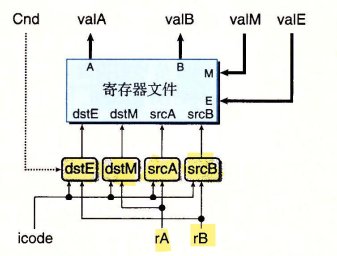 Cnd valA valB valM valE
A B
M
寄存器文件
E
dstE dstM srcA srcB
dstE dstM srcA srcB
icode rA rB